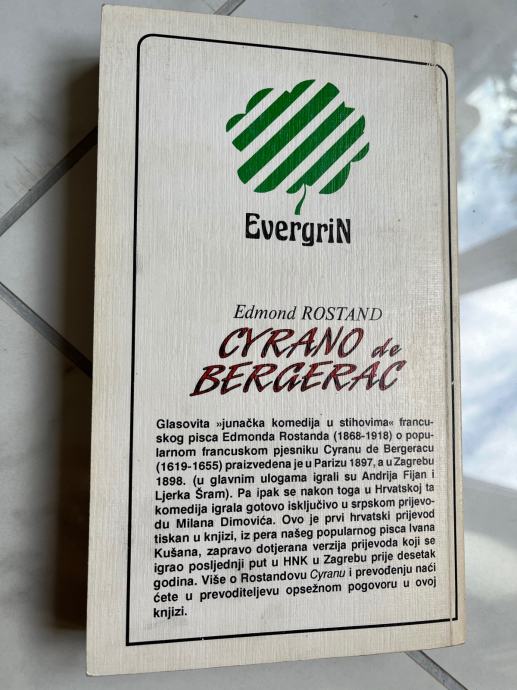 EvergriN
Edmond ROSTAND
CYRANO de
BERGERAC
Glasovita »junačka komedija u stihovima« francu-
skog pisca Edmonda Rostanda (1868-1918) o popu-
larnom francuskom pjesniku Cyranu de Bergeracu
(1619-1655) praizvedena je u Parizu 1897, a u Zagrebu
1898. (u glavnim ulogama igrali su Andrija Fijan i
Ljerka Šram). Pa ipak se nakon toga u Hrvatskoj ta
komedija igrala gotovo isključivo u srpskom prijevo-
du Milana Dimovića. Ovo je prvi hrvatski prijevod
tiskan u knjizi, iz pera našeg popularnog pisca Ivana
Kušana, zapravo dotjerana verzija prijevoda koji se
igrao posljednji put u HNK u Zagrebu prije desetak
godina. Više o Rostandovu Cyranu i prevođenju naći
ćete u prevoditeljevu opsežnom pogovoru u ovoj
knjizi.